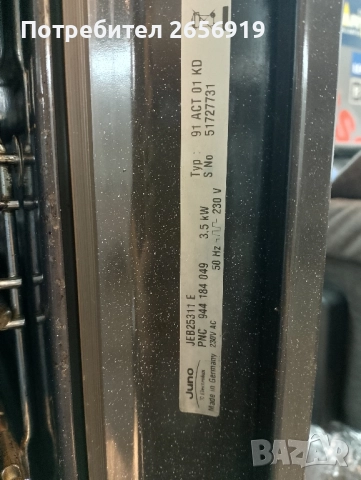 Потребител 2971609
Juno
Electrolux
Made in Germany
JEB25311 E
PNC 944 184 049
230V AC
3.5 kW
50 Hz 230 V
Typ: 91 ACT 01 KD
S No 51727731
BAZAR